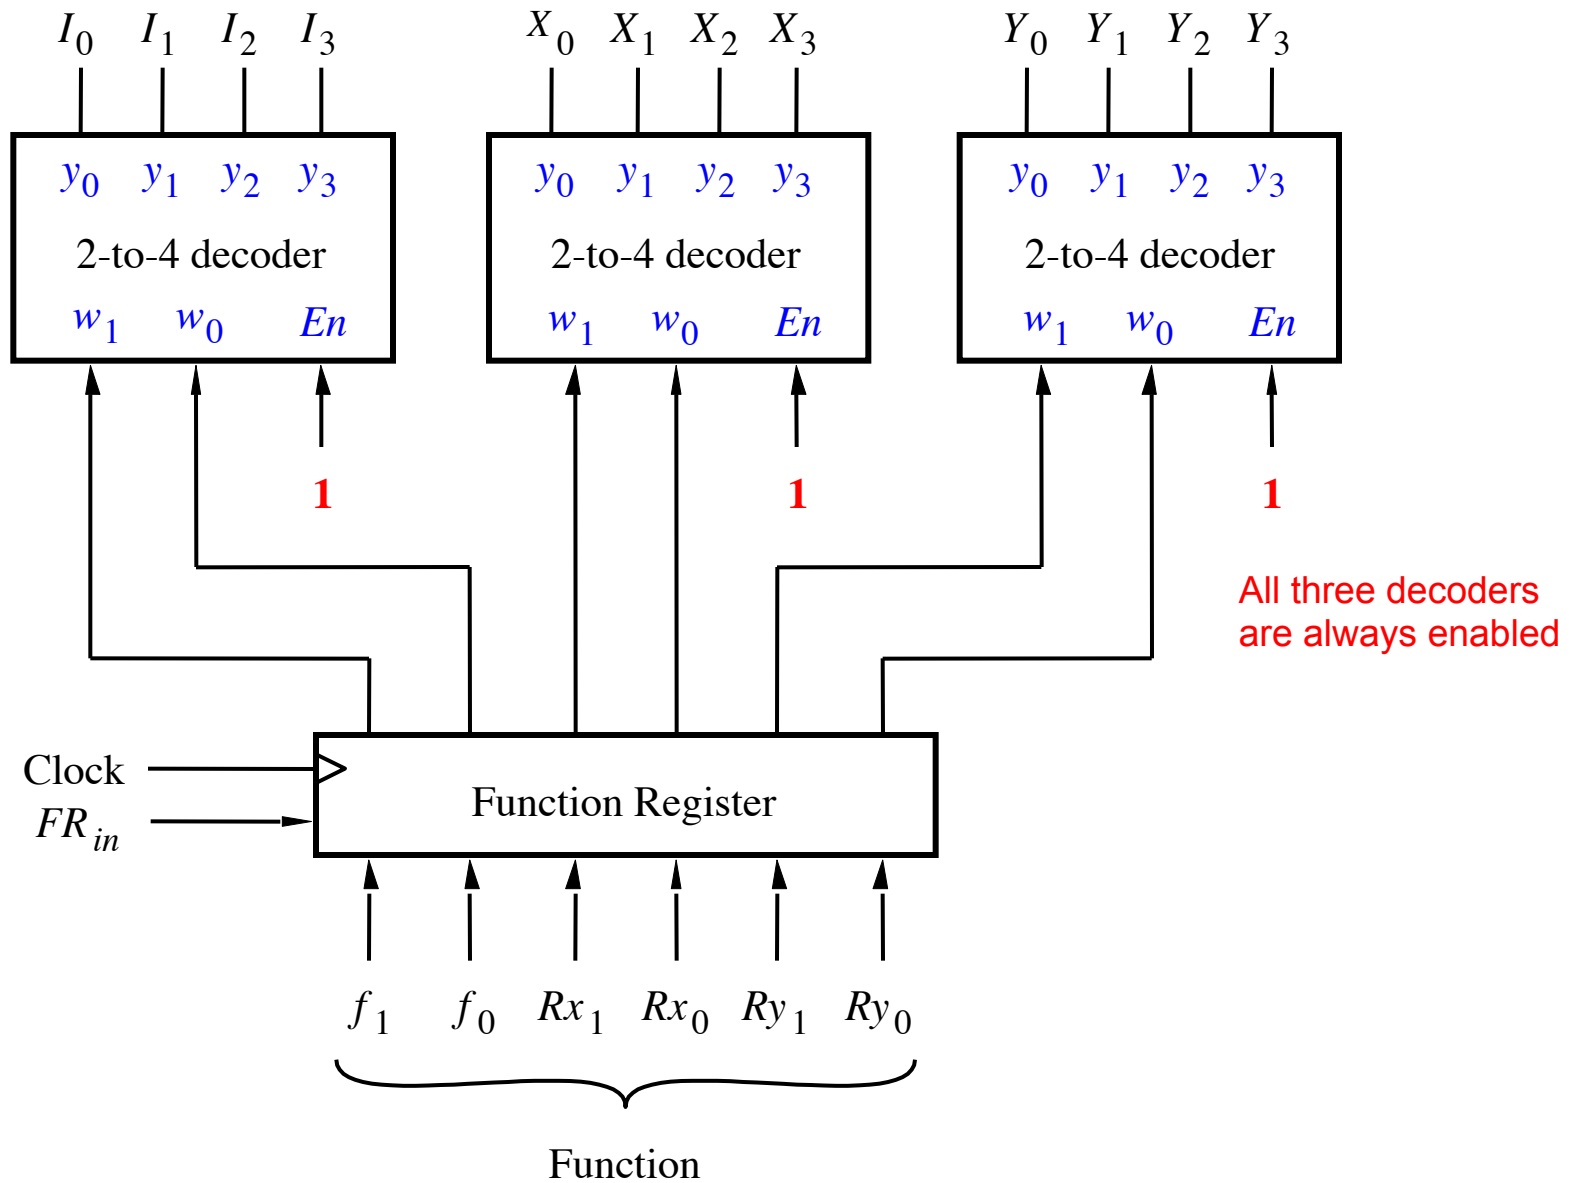 I0 I1 I2 I3 X0 X1 X2 X3 Y0 Y1 Y2 Y3
y0 y1 y2 y3 y0 y1 y2 y3 y0 y1 y2 y3
2-to-4 decoder 2-to-4 decoder 2-to-4 decoder
w1 w0 En w1 w0 En w1 w0 En
1 1 1
All three decoders
are always enabled
Clock
Function Register
FRin
f1 f0 Rx1 Rx0 Ry1 Ry0
Function